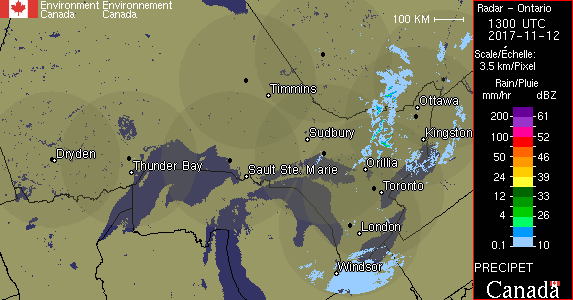 Environment Environnement
Canada Canada
100 KM
Timmins
Ottawa
Sudbury
Kingston
Dryden
Thunder Bay
Sault Ste. Marie
Orillia
Toronto
London
Windsor
Radar - Ontario
1300 UTC
2017-11-12
Scale/Échelle:
3.5 km/Pixel
Rain/Pluie
mm/hr dBZ
200 61
100 52
50 46
24 39
12 33
4 26
0.1 10
PRECIPET
Canada